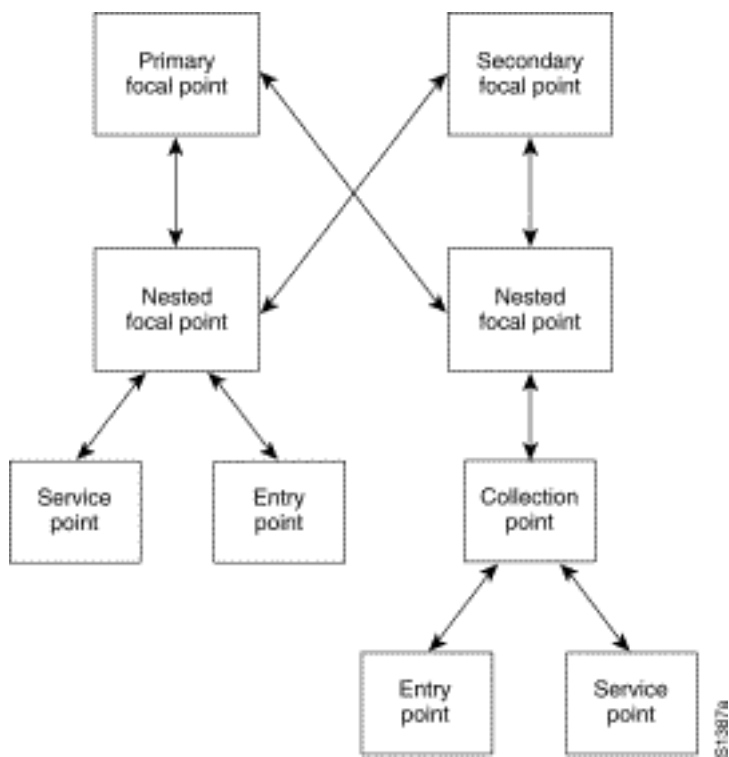 Primary
focal point
Secondary
focal point
Nested
focal point
Nested
focal point
Service
point
Entry
point
Collection
point
Entry
point
Service
point
S1387a